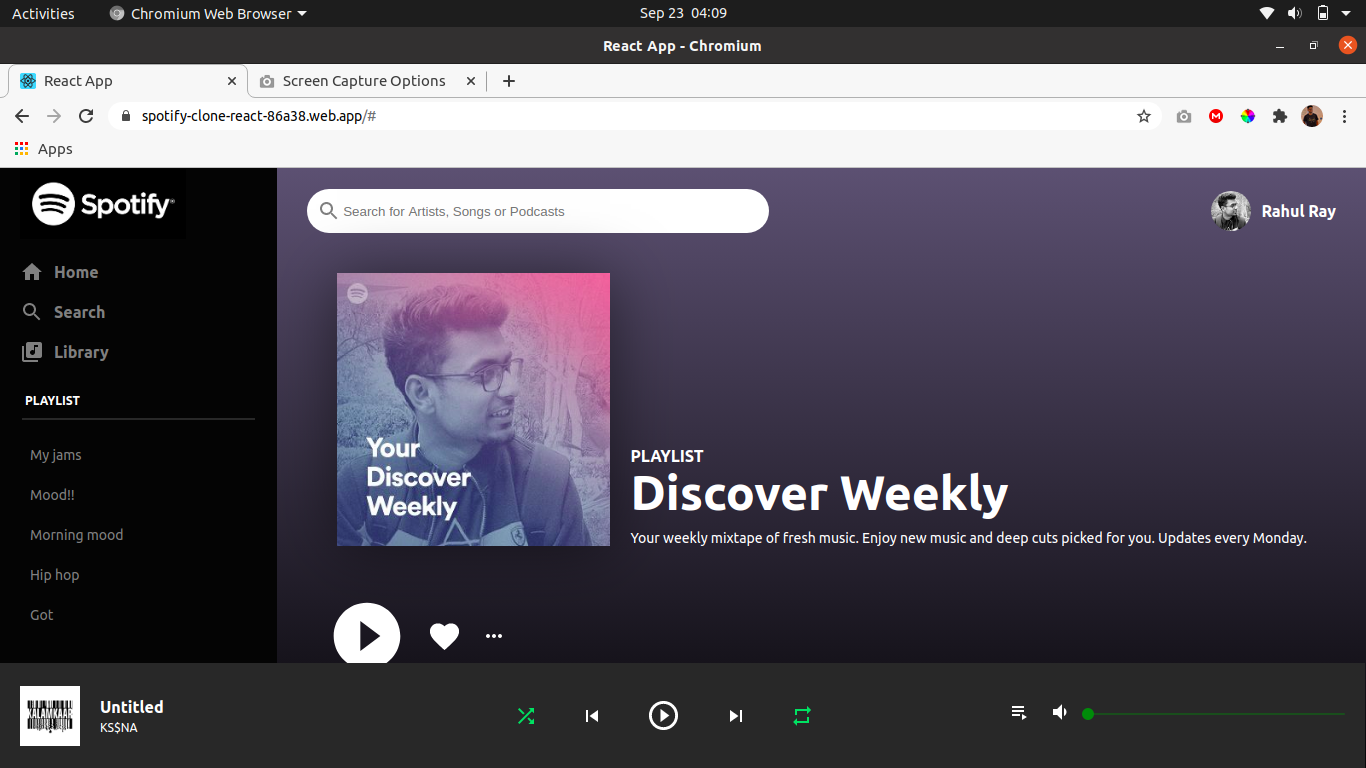 Activities
Chromium Web Browser
Sep 23 04:09
React App - Chromium
React App
Screen Capture Options
spotify-clone-react-86a38.web.app/#
Apps
Spotify
Search for Artists, Songs or Podcasts
Rahul Ray
Home
Search
Library
PLAYLIST
My jams
Mood!!
Morning mood
Hip hop
Got
Your
Discover
Weekly
PLAYLIST
Discover Weekly
Your weekly mixtape of fresh music. Enjoy new music and deep cuts picked for you. Updates every Monday.
KALAMKAAR
Untitled
KS$NA